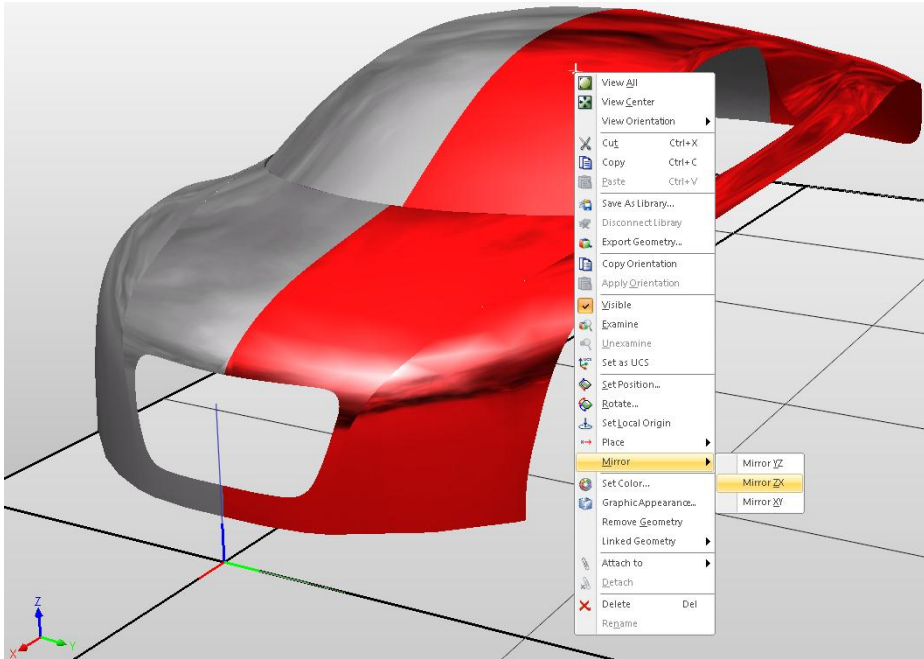 View All
View Center
View Orientation
Cut Ctrl+X
Copy Ctrl+C
Paste Ctrl+V
Save As Library...
Disconnect Library
Export Geometry...
Copy Orientation
Apply Orientation
Visible
Examine
Unexamine
UCS Set as UCS
Set Position...
Rotate...
Set Local Origin
Place
Mirror
Mirror YZ
Mirror ZX
Mirror XY
Set Color...
Graphic Appearance...
Remove Geometry
Linked Geometry
Attach to
Detach
Delete Del
Rename
Z
Y
X